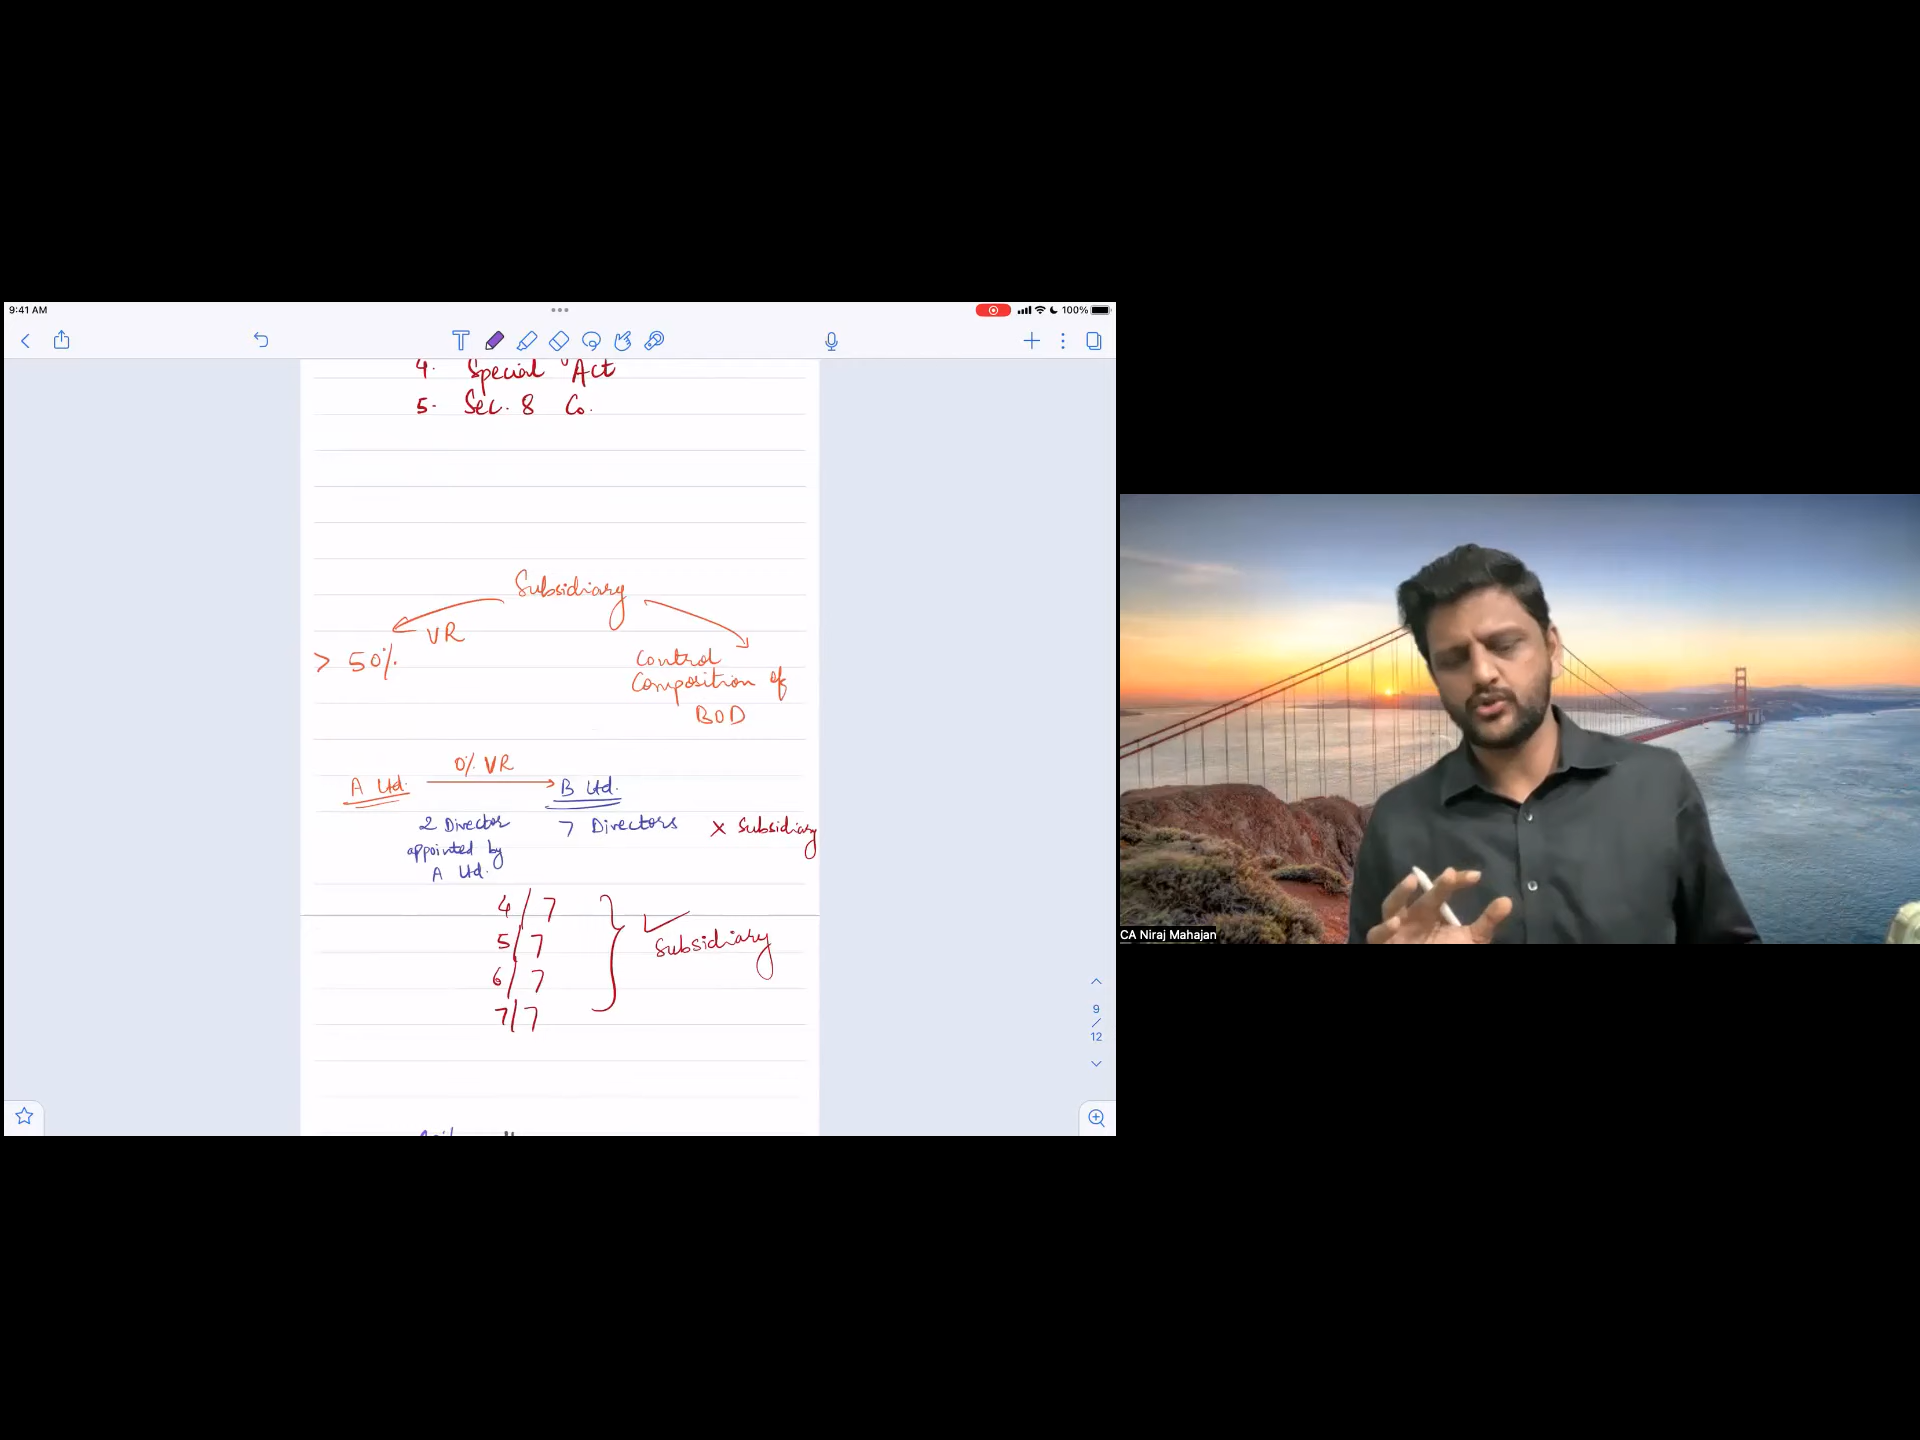 9:41 AM
100%
4. Special Act
5. Sec. 8 Co.
Subsidiary
VR
> 50%
Control
Composition of
BOD
0% VR
A Ltd. B Ltd.
2 Director 7 Directors x Subsidiary
appointed by
A Ltd.
4/7
5/7
6/7
7/7
Subsidiary
9
/
12
CA Niraj Mahajan